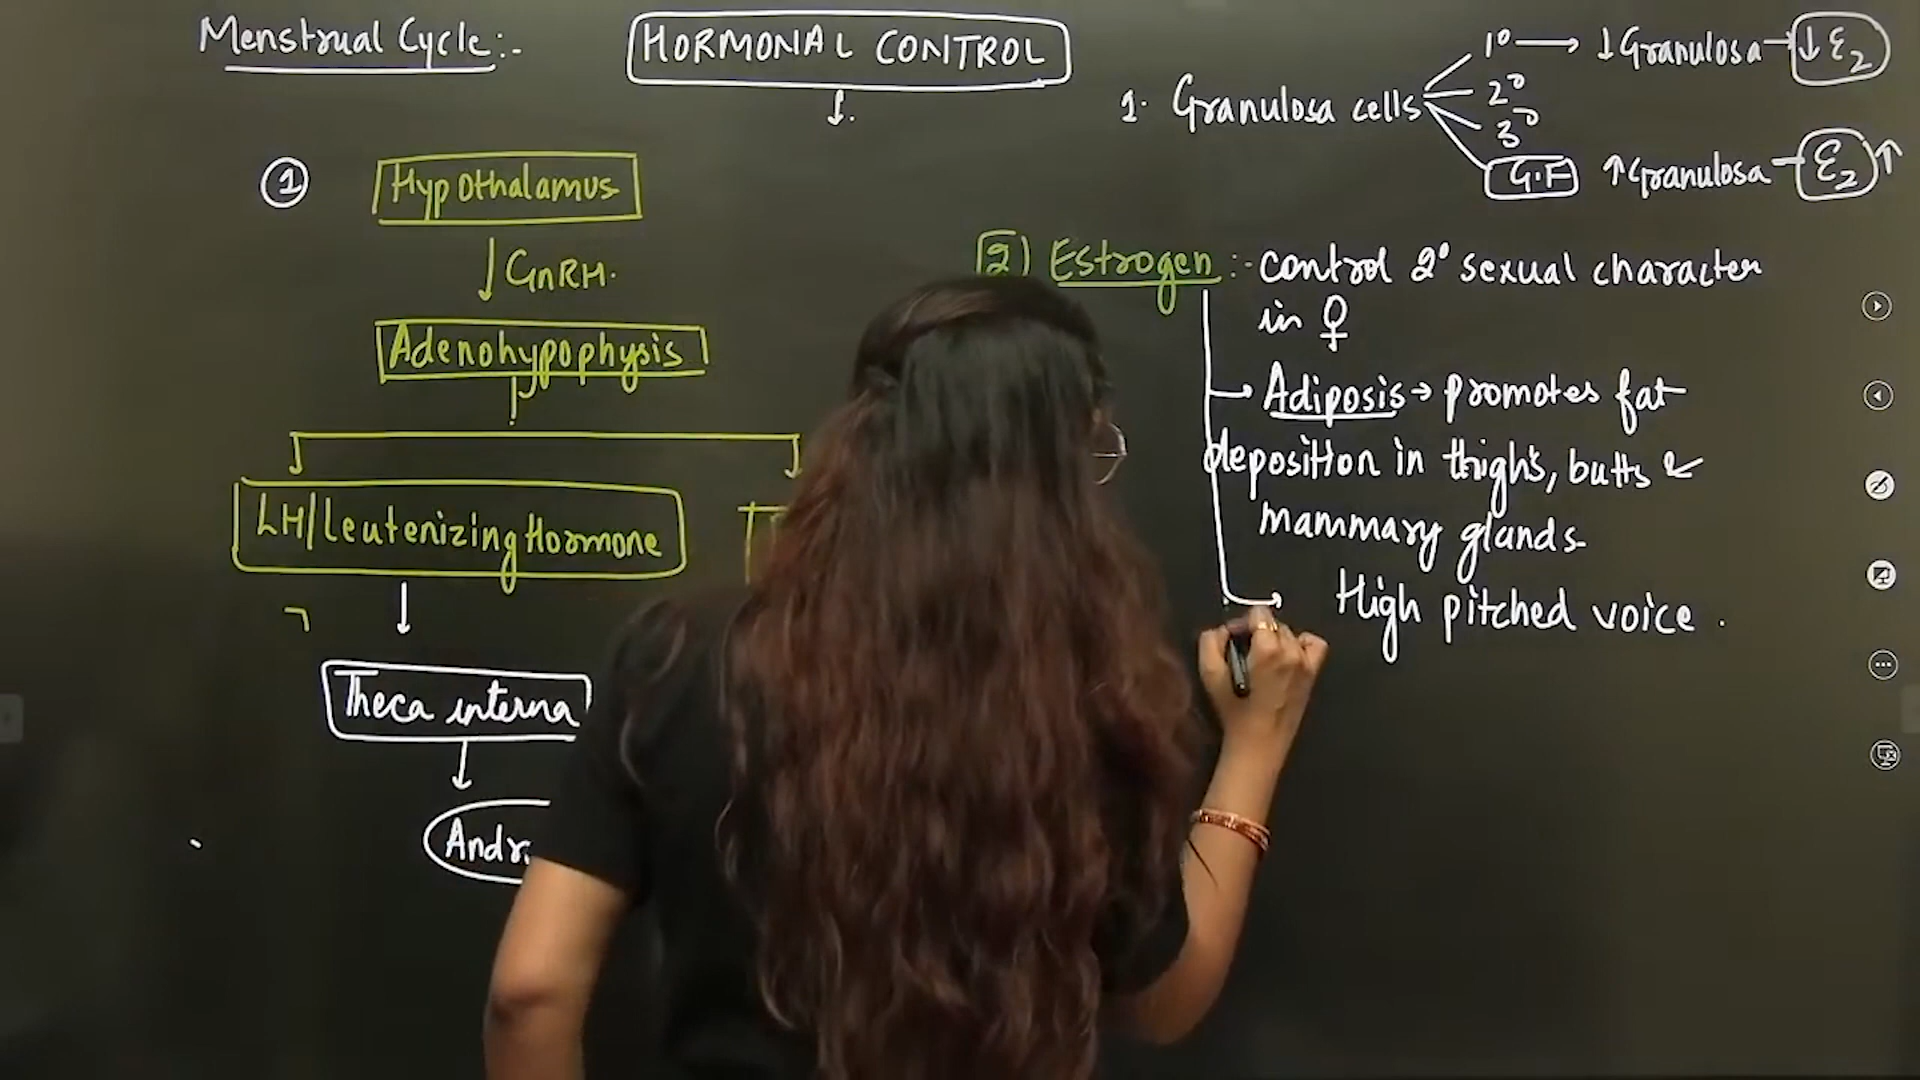 Menstrual Cycle:-
HORMONAL CONTROL
1. Granulosa cells
1° → ↓ Granulosa → ↓ E2
2°
3°
G.F ↑ Granulosa - E2 ↑
1
Hypothalamus
↓ GnRH.
Adenohypophysis
LH/leutenizing Hormone
Theca interna
2) Estrogen :- control 2° sexual character
in ♀
Adiposis → promotes fat
deposition in thighs, butts &
mammary glands
High pitched voice .